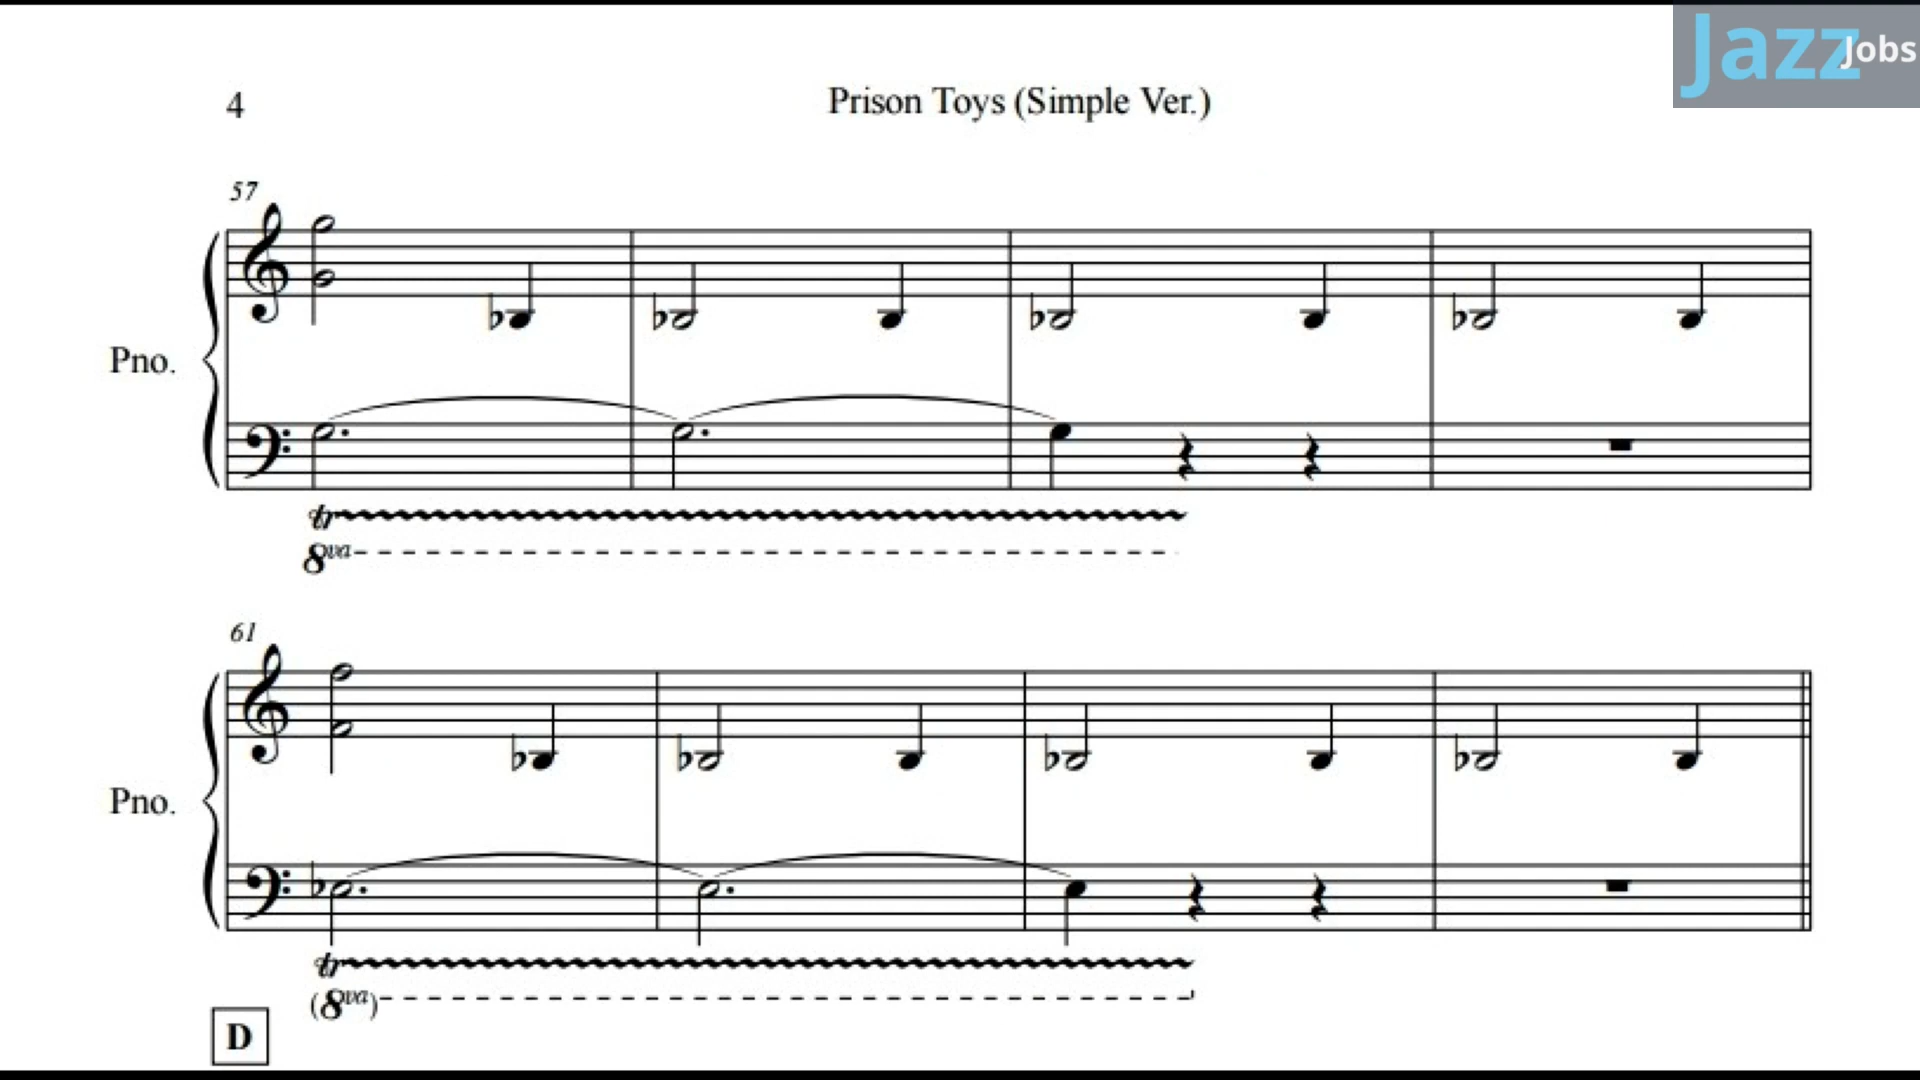 Jazz Jobs
4
Prison Toys (Simple Ver.)
57
Pno.
tr
8va
61
Pno.
tr
(8va)
D